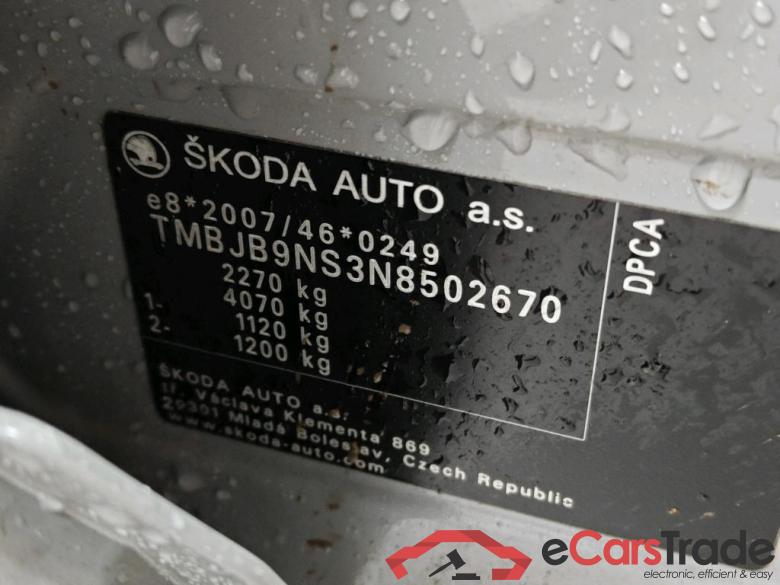 ŠKODA AUTO a.s.
e8*2007/46*0249
TMBJB9NS3N8502670
2270 kg
1- 4070 kg
2- 1120 kg
1200 kg
DPCA
ŠKODA AUTO a.s.
tř. Václava Klementa 869
29301 Mladá Boleslav, Czech Republic
www.skoda-auto.com
eCarsTrade
electronic, efficient & easy